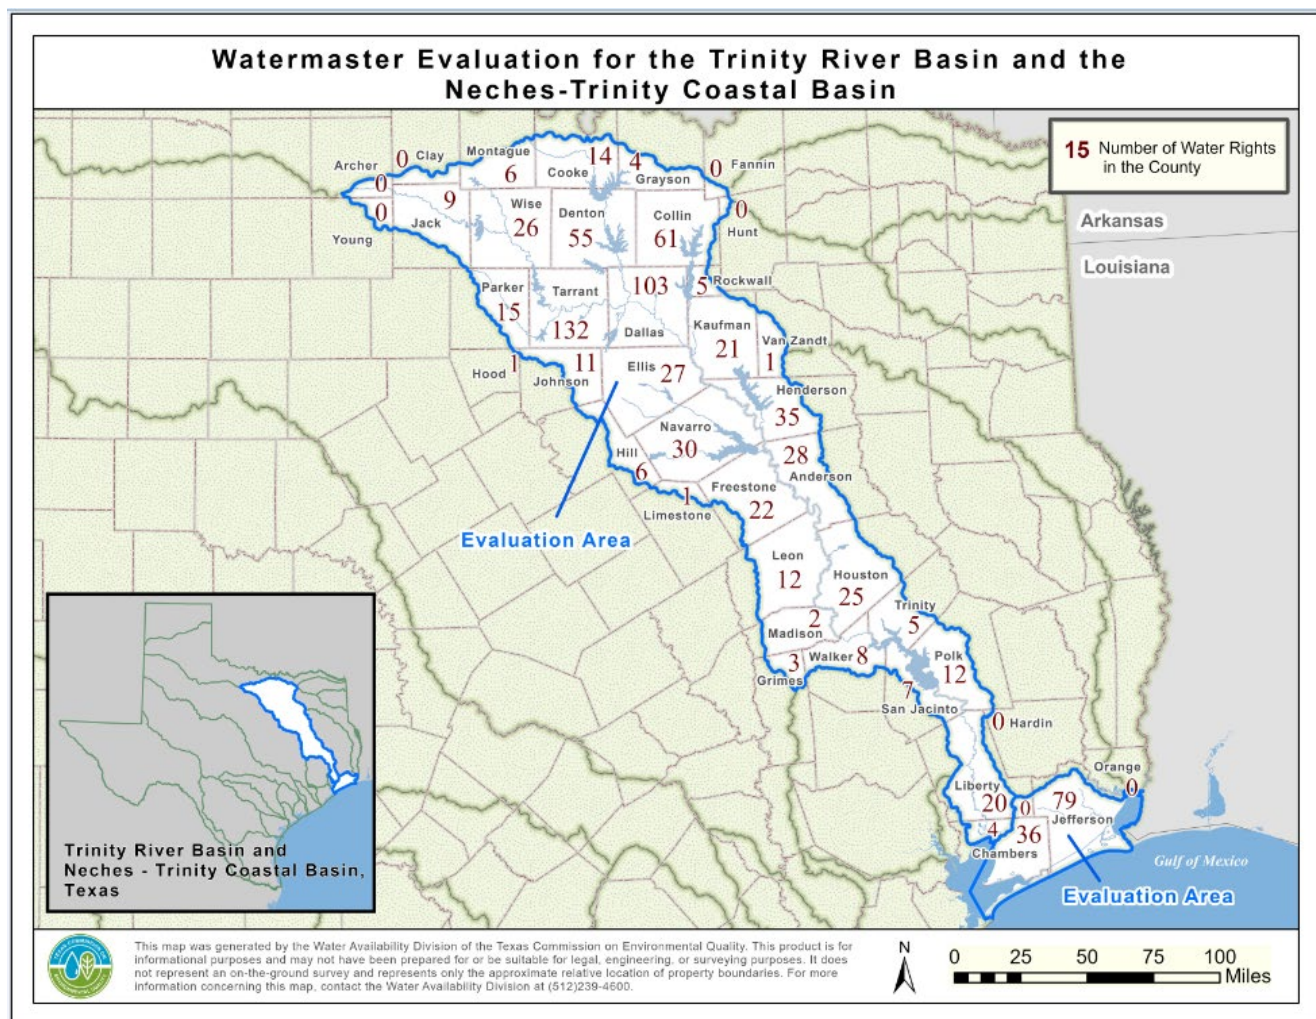 Watermaster Evaluation for the Trinity River Basin and the
Neches-Trinity Coastal Basin
15 Number of Water Rights
in the County
Arkansas
Louisiana
Archer
0
0 Clay
Montague
6
Cooke
14
4
Grayson
0 Fannin
0
Young
9
Jack
Wise
26
Denton
55
Collin
61
0
Hunt
Parker
15
Tarrant
132
103
Dallas
5 Rockwall
Kaufman
21
Van Zandt
1
Hood
1
Johnson
11
Ellis 27
Henderson
35
Navarro
30
Hill
6
28
Anderson
Limestone
1
Freestone
22
Evaluation Area
Leon
12
Houston
25
Trinity
5
2
Madison
3
Grimes
Walker 8
Polk
12
7
San Jacinto
0 Hardin
Orange
0
Liberty
20
0
79
Jefferson
4
36
Chambers
Gulf of Mexico
Evaluation Area
Trinity River Basin and
Neches - Trinity Coastal Basin,
Texas
This map was generated by the Water Availability Division of the Texas Commission on Environmental Quality. This product is for
informational purposes and may not have been prepared for or be suitable for legal, engineering, or surveying purposes. It does
not represent an on-the-ground survey and represents only the approximate relative location of property boundaries. For more
information concerning this map, contact the Water Availability Division at (512)239-4600.
N
0 25 50 75 100
Miles